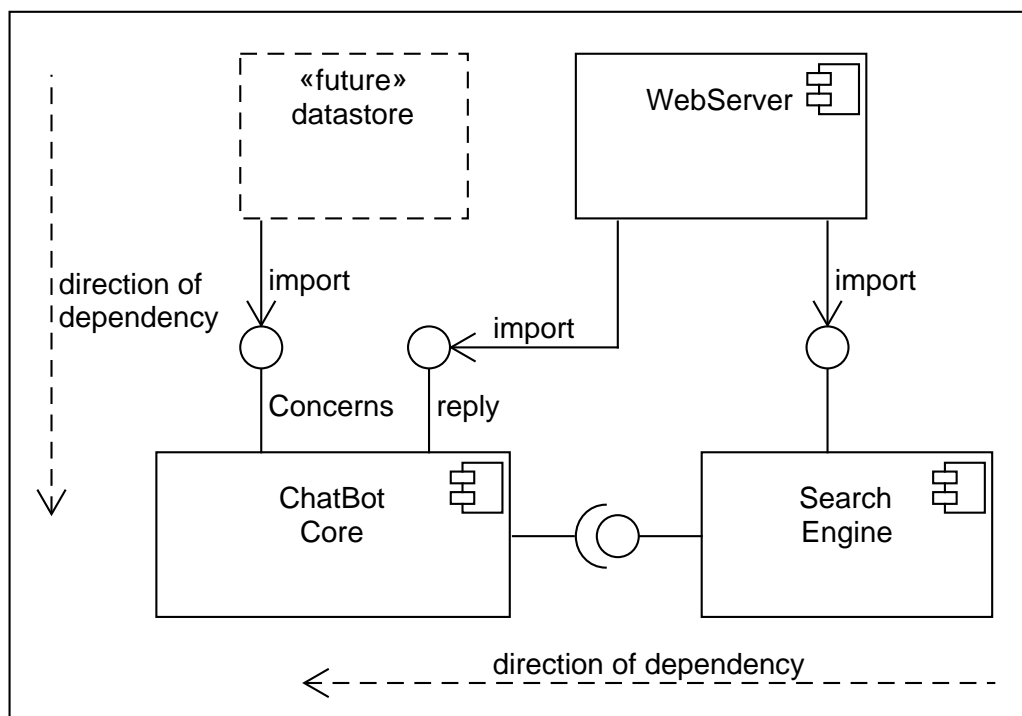 «future»
datastore
WebServer
direction of
dependency
import
import
import
Concerns
reply
ChatBot
Core
Search
Engine
direction of dependency